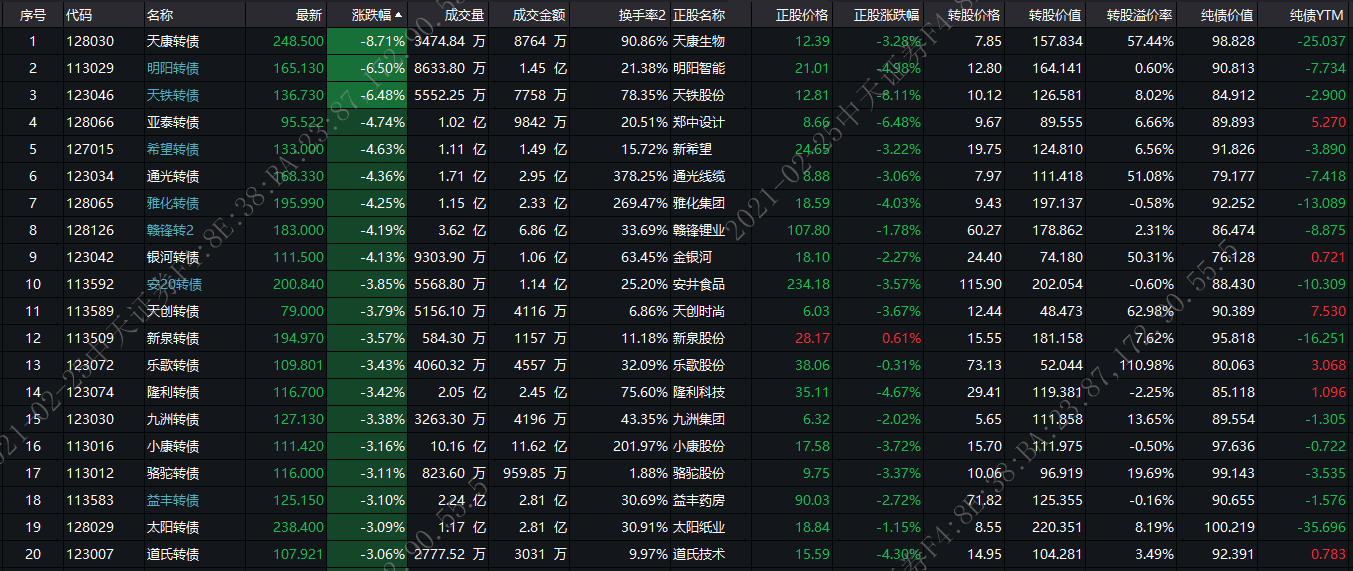 序号 代码 名称 最新 涨跌幅 成交量 成交金额 换手率2 正股名称 正股价格 正股涨跌幅 转股价格 转股价值 转股溢价率 纯债价值 纯债YTM
1 128030 天康转债 248.500 -8.71% 3474.84 万 8764 万 90.86% 天康生物 12.39 -3.28% 7.85 157.834 57.44% 98.828 -25.037
2 113029 明阳转债 165.130 -6.50% 8633.80 万 1.45 亿 21.38% 明阳智能 21.01 -4.98% 12.80 164.141 0.60% 90.813 -7.734
3 123046 天铁转债 136.730 -6.48% 5552.25 万 7758 万 78.35% 天铁股份 12.81 -8.11% 10.12 126.581 8.02% 84.912 -2.900
4 128066 亚泰转债 95.522 -4.74% 1.02 亿 9842 万 20.51% 郑中设计 8.66 -6.48% 9.67 89.555 6.66% 89.893 5.270
5 127015 希望转债 133.000 -4.63% 1.11 亿 1.49 亿 15.72% 新希望 24.65 -3.22% 19.75 124.810 6.56% 91.826 -3.890
6 123034 通光转债 168.330 -4.36% 1.71 亿 2.95 亿 378.25% 通光线缆 8.88 -3.06% 7.97 111.418 51.08% 79.177 -7.418
7 128065 雅化转债 195.990 -4.25% 1.15 亿 2.33 亿 269.47% 雅化集团 18.59 -4.03% 9.43 197.137 -0.58% 92.252 -13.089
8 128126 赣锋转2 183.000 -4.19% 3.62 亿 6.86 亿 33.69% 赣锋锂业 107.80 -1.78% 60.27 178.862 2.31% 86.474 -8.875
9 123042 银河转债 111.500 -4.13% 9303.90 万 1.06 亿 63.45% 金银河 18.10 -2.27% 24.40 74.180 50.31% 76.128 0.721
10 113592 安20转债 200.840 -3.85% 5568.80 万 1.14 亿 25.20% 安井食品 234.18 -3.57% 115.90 202.054 -0.60% 88.430 -10.309
11 113589 天创转债 79.000 -3.79% 5156.10 万 4116 万 6.86% 天创时尚 6.03 -3.67% 12.44 48.473 62.98% 90.389 7.530
12 113509 新泉转债 194.970 -3.57% 584.30 万 1157 万 11.18% 新泉股份 28.17 0.61% 15.55 181.158 7.62% 95.818 -16.251
13 123072 乐歌转债 109.801 -3.43% 4060.32 万 4557 万 32.09% 乐歌股份 38.06 -0.31% 73.13 52.044 110.98% 80.063 3.068
14 123074 隆利转债 116.700 -3.42% 2.05 亿 2.45 亿 75.60% 隆利科技 35.11 -4.67% 29.41 119.381 -2.25% 85.118 1.096
15 123030 九洲转债 127.130 -3.38% 3263.30 万 4196 万 43.35% 九洲集团 6.32 -2.02% 5.65 111.858 13.65% 89.554 -1.305
16 113016 小康转债 111.420 -3.16% 10.16 亿 11.62 亿 201.97% 小康股份 17.58 -3.72% 15.70 111.975 -0.50% 97.636 -0.722
17 113012 骆驼转债 116.000 -3.11% 823.60 万 959.85 万 1.88% 骆驼股份 9.75 -3.37% 10.06 96.919 19.69% 99.143 -3.535
18 113583 益丰转债 125.150 -3.10% 2.24 亿 2.81 亿 30.69% 益丰药房 90.03 -2.72% 71.82 125.355 -0.16% 90.655 -1.576
19 128029 太阳转债 238.400 -3.09% 1.17 亿 2.81 亿 30.91% 太阳纸业 18.84 -1.15% 8.55 220.351 8.19% 100.219 -35.696
20 123007 道氏转债 107.921 -3.06% 2777.52 万 3031 万 9.97% 道氏技术 15.59 -4.30% 14.95 104.281 3.49% 92.391 0.783